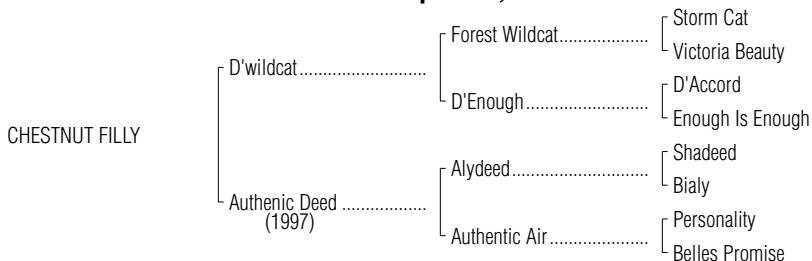 Storm Cat
Forest Wildcat
Victoria Beauty
D'wildcat
D'Accord
D'Enough
Enough Is Enough
CHESTNUT FILLY
Shadeed
Alydeed
Bialy
Authenic Deed
(1997)
Personality
Authentic Air
Belles Promise